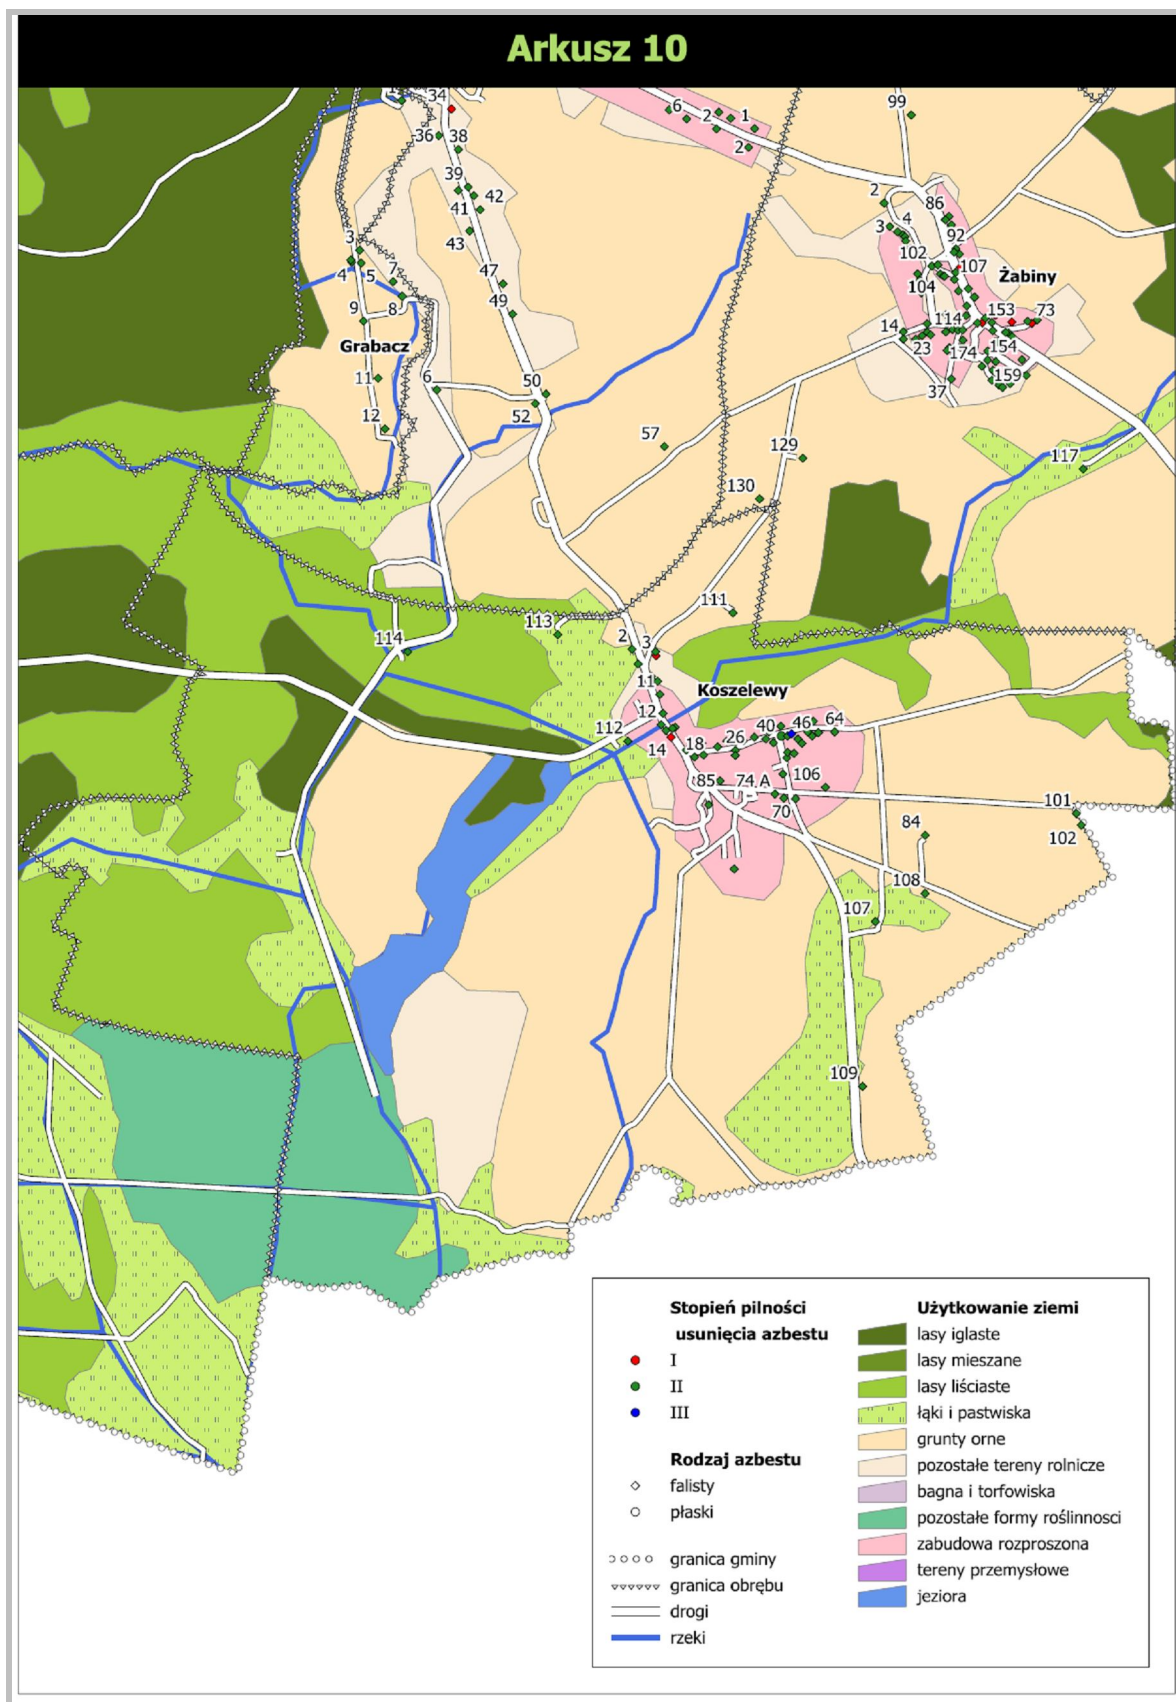 Arkusz 10
34
6
2
1
2
99
36
38
39
42
41
43
2
86
3
4
92
102
107
Żabiny
104
3
4
5
7
47
49
8
9
Grabacz
14
114
153
73
23
174
154
159
37
11
6
50
52
12
57
129
117
130
111
113
114
2
3
11
Koszelewy
12
112
14
18
26
40
46
64
106
85
74 A
70
101
102
84
108
107
109
Stopień pilności
usunięcia azbestu
I
II
III
Rodzaj azbestu
falisty
płaski
granica gminy
granica obrębu
drogi
rzeki
Użytkowanie ziemi
lasy iglaste
lasy mieszane
lasy liściaste
łąki i pastwiska
grunty orne
pozostałe tereny rolnicze
bagna i torfowiska
pozostałe formy roślinnosci
zabudowa rozproszona
tereny przemysłowe
jeziora